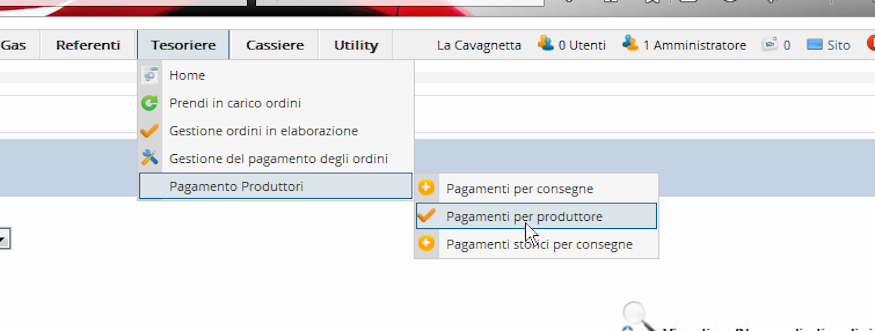 Gas Referenti Tesoriere Cassiere Utility La Cavagnetta 0 Utenti 1 Amministratore 0 Sito
Home
Prendi in carico ordini
Gestione ordini in elaborazione
Gestione del pagamento degli ordini
Pagamento Produttori
Pagamenti per consegne
Pagamenti per produttore
Pagamenti storici per consegne